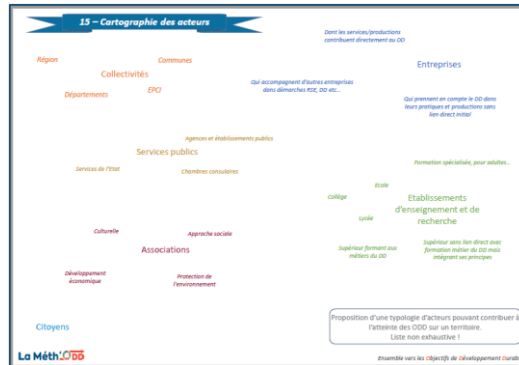 15 – Cartographie des acteurs
Dont les services/productions
contribuent directement au DD
Région
Communes
Entreprises
Collectivités
Qui accompagnent d'autres entreprises
dans démarches RSE, DD etc...
Départements
EPCI
Qui prennent en compte le DD dans
leurs pratiques et productions sans
lien direct initial
Agences et établissements publics
Services publics
Services de l'Etat
Chambres consulaires
Formation spécialisée, pour adultes...
Ecole
Collège
Etablissements
d'enseignement et de
recherche
Lycée
Culturelle
Approche sociale
Associations
Supérieur formant aux
métiers du DD
Supérieur sans lien direct avec
formation métier du DD mais
intégrant ses principes
Développement
économique
Protection de
l'environnement
Proposition d'une typologie d'acteurs pouvant contribuer à
l'atteinte des ODD sur un territoire.
Liste non exhaustive !
Citoyens
La Méth'ODD
Ensemble vers les Objectifs de Développement Durable